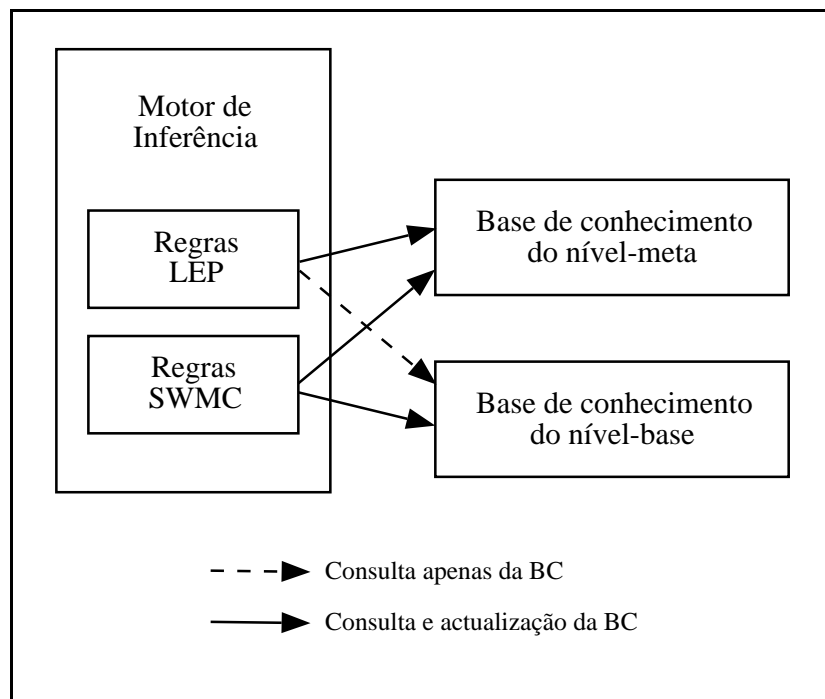 Motor de
Inferência
Regras
LEP
Regras
SWMC
Base de conhecimento
do nível-meta
Base de conhecimento
do nível-base
Consulta apenas da BC
Consulta e actualização da BC